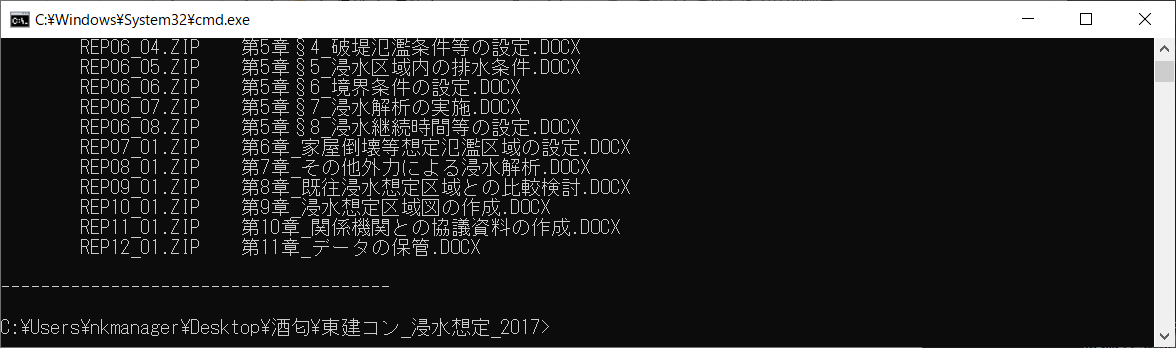 C:¥Windows¥System32¥cmd.exe
REP06_04.ZIP 第5章§4_破堤氾濫条件等の設定.DOCX
REP06_05.ZIP 第5章§5_浸水区域内の排水条件.DOCX
REP06_06.ZIP 第5章§6_境界条件の設定.DOCX
REP06_07.ZIP 第5章§7_浸水解析の実施.DOCX
REP06_08.ZIP 第5章§8_浸水継続時間等の設定.DOCX
REP07_01.ZIP 第6章_家屋倒壊等想定氾濫区域の設定.DOCX
REP08_01.ZIP 第7章_その他外力による浸水解析.DOCX
REP09_01.ZIP 第8章_既往浸水想定区域との比較検討.DOCX
REP10_01.ZIP 第9章_浸水想定区域図の作成.DOCX
REP11_01.ZIP 第10章_関係機関との協議資料の作成.DOCX
REP12_01.ZIP 第11章_データの保管.DOCX
---------------------------------------
C:¥Users¥nkmanager¥Desktop¥酒匂¥東建コン_浸水想定_2017>